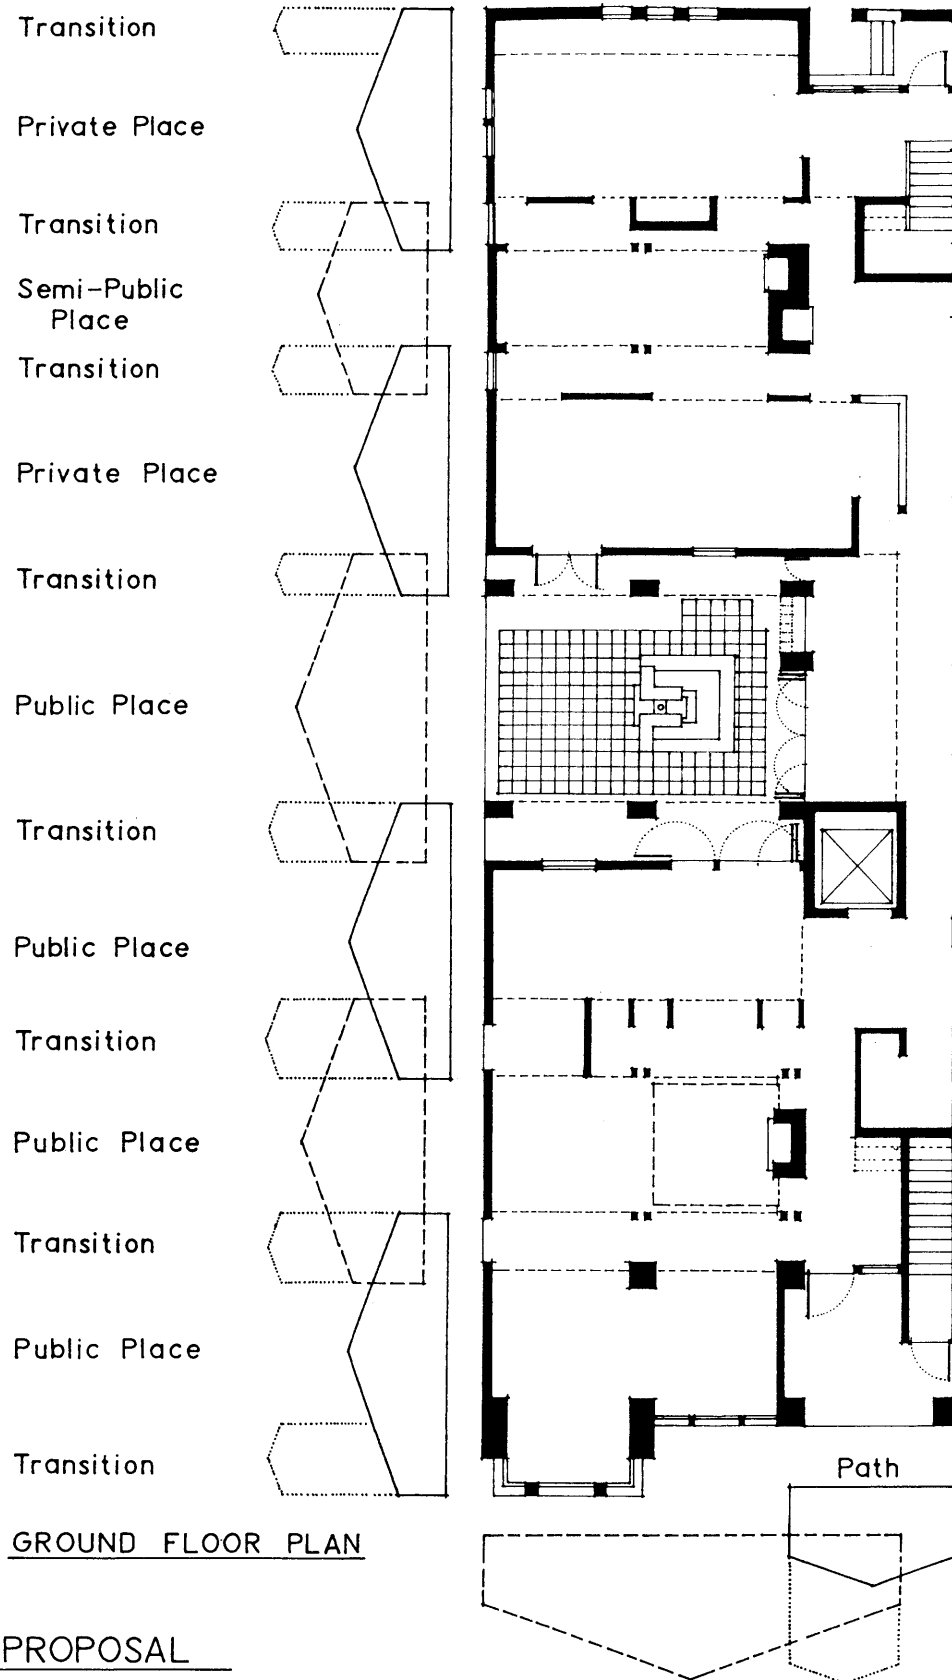 Transition
Private Place
Transition
Semi-Public
Place
Transition
Private Place
Transition
Public Place
Transition
Public Place
Transition
Public Place
Transition
Public Place
Transition
Path
GROUND FLOOR PLAN
PROPOSAL